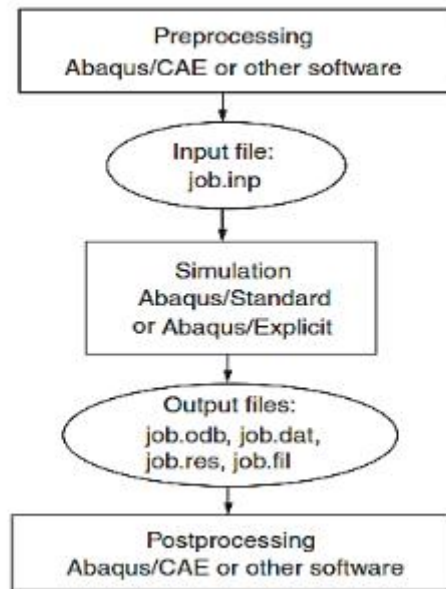 Preprocessing
Abaqus/CAE or other software
Input file:
job.inp
Simulation
Abaqus/Standard
or Abaqus/Explicit
Output files:
job.odb, job.dat,
job.res, job.fil
Postprocessing
Abaqus/CAE or other software